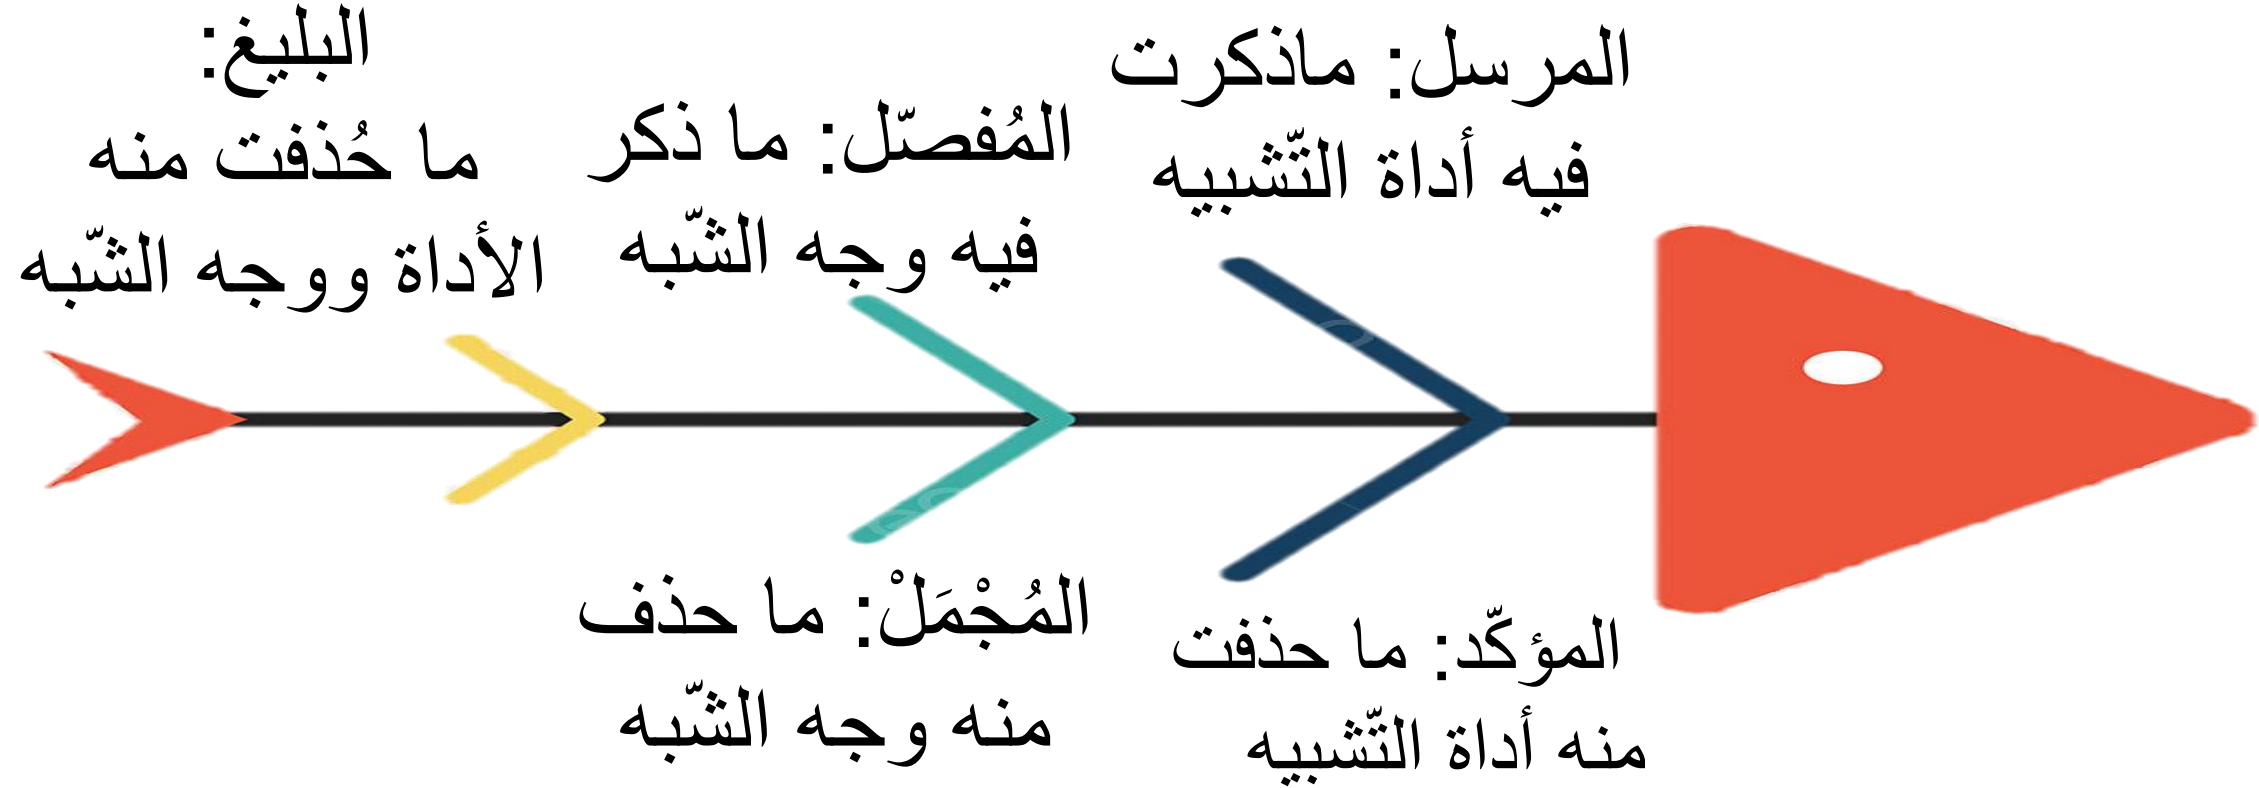 المرسل: ماذكرت
فيه أداة التّشبيه
المُفصّل: ما ذكر
فيه وجه الشّبه
البليغ:
ما حُذفت منه
الأداة ووجه الشّبه
المؤكّد: ما حذفت
منه أداة التّشبيه
المُجْمَلْ: ما حذف
منه وجه الشّبه